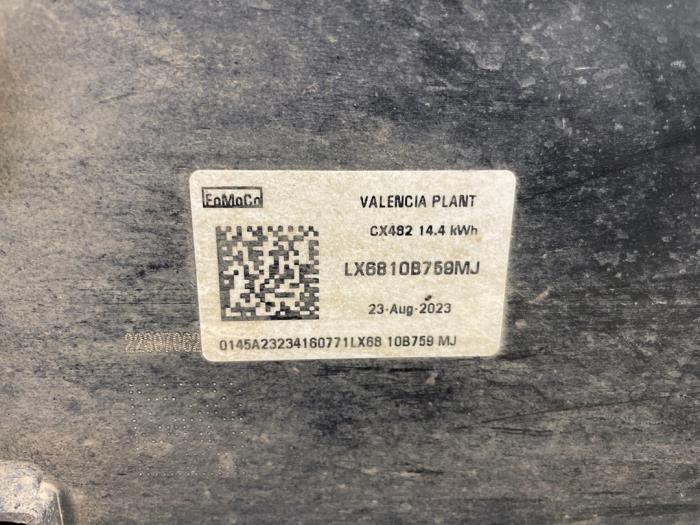 FoMoCo
VALENCIA PLANT
CX482 14.4 kWh
LX6810B759MJ
23-Aug-2023
0145A23234160771LX68 10B759 MJ